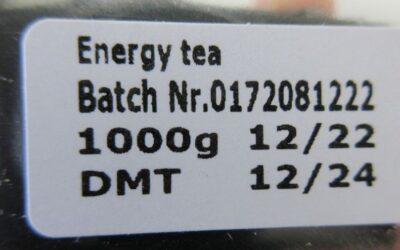 Energy tea
Batch Nr.0172081222
1000g 12/22
DMT 12/24